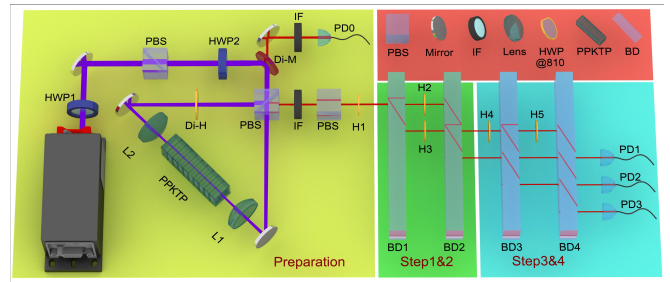 IF
PD0
PBS
HWP2
Di-M
HWP1
Di-H
PBS
IF
PBS
H1
L2
PPKTP
L1
Preparation
PBS
Mirror
IF
Lens
HWP
@810
PPKTP
BD
H2
H3
H4
H5
PD1
PD2
PD3
BD1
BD2
BD3
BD4
Step1&2
Step3&4